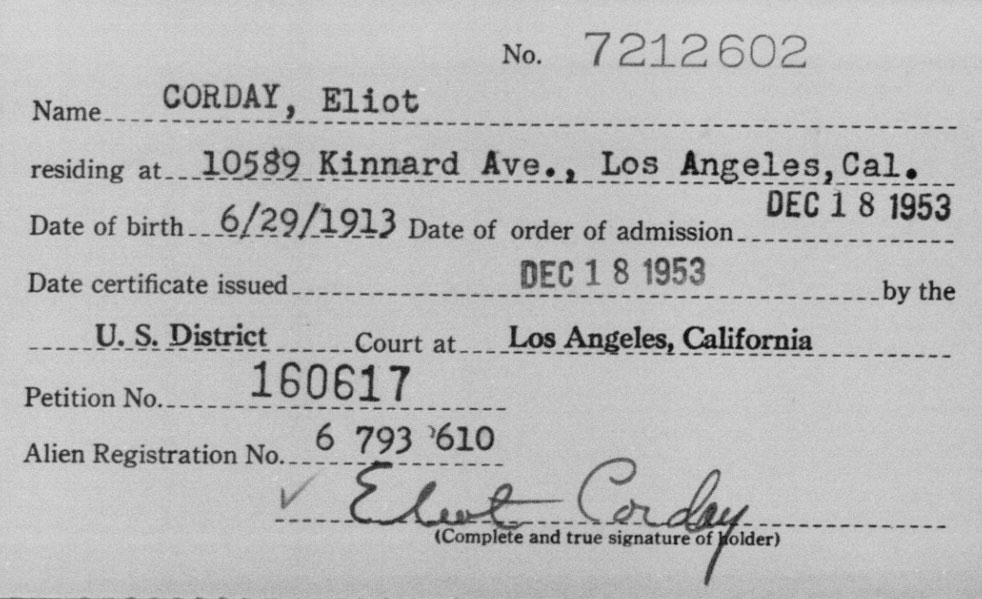 No. 7212602
Name CORDAY, Eliot
residing at 10589 Kinnard Ave., Los Angeles, Cal.
Date of birth 6/29/1913 Date of order of admission DEC 18 1953
Date certificate issued DEC 18 1953 by the
U. S. District Court at Los Angeles, California
Petition No. 160617
Alien Registration No. 6 793 610
Eliot Corday
(Complete and true signature of holder)